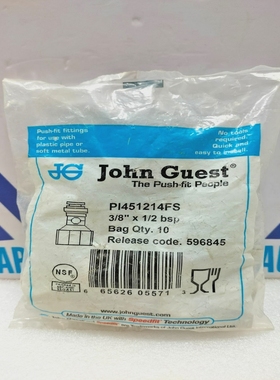 Push-fit fittings
for use with
plastic pipe or
soft metal tube
No tools
required.
Quick and
easy to install.
JG
John Guest®
The Push-fit People
PI451214FS
3/8" x 1/2 bsp
Bag Qty. 10
Release code. 596845
NSF®
6 65626 05571 3
www.johnguest.com
Made in the UK with Speedfit® Technology